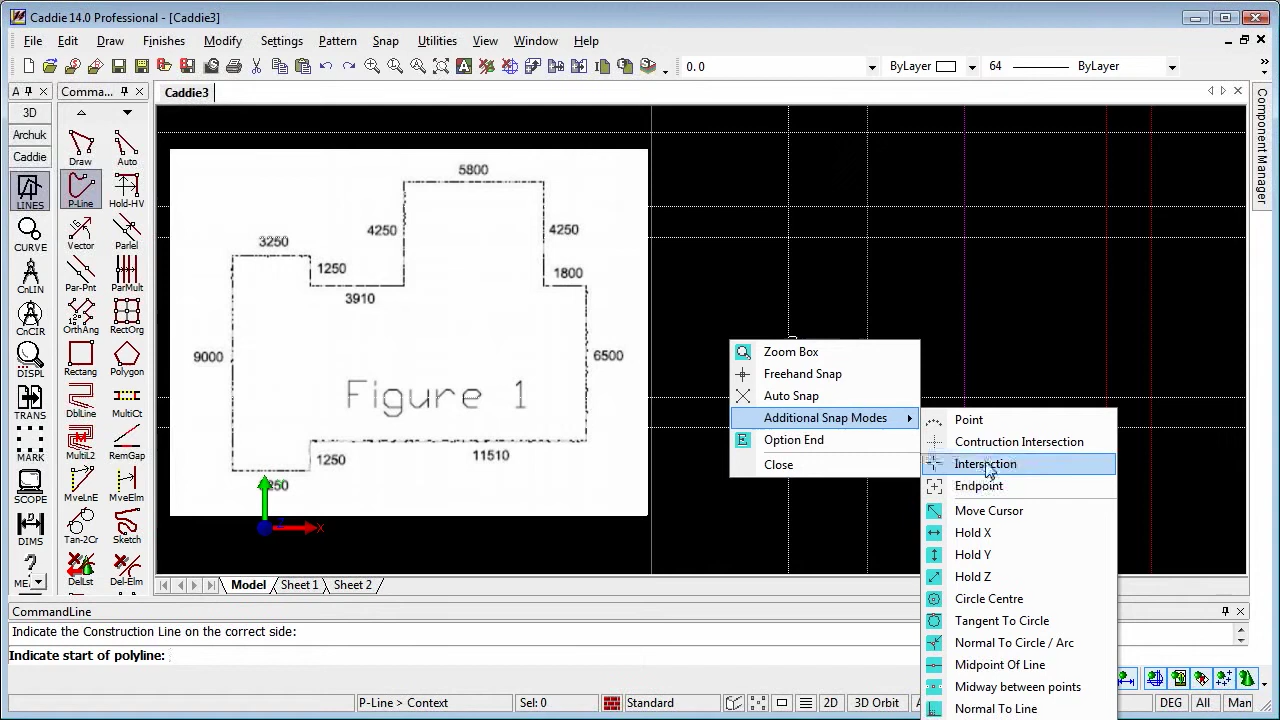 Caddie 14.0 Professional - [Caddie3]
File Edit Draw Finishes Modify Settings Pattern Snap Utilities View Window Help
0. 0
ByLayer
64
ByLayer
A
Comma...
Caddie3
3D
Archuk
Caddie
LINES
CURVE
CnLIN
CnCIR
DISPL
TRANS
MARK
SCOPE
DIMS
Draw
Auto
P-Line
Hold-HV
Vector
Parlel
Par-Pnt
ParMult
OrthAng
RectOrg
Rectang
Polygon
DblLine
MultiCt
MultL2
RemGap
MveLnE
MveElm
Tan-2Cr
Sketch
DelLst
Del-Elm
5800
4250
4250
3250
1250
1800
3910
9000
6500
Figure 1
1250
11510
X
Zoom Box
Freehand Snap
Auto Snap
Additional Snap Modes
Option End
Close
Point
Contruction Intersection
Intersection
Endpoint
Move Cursor
Hold X
Hold Y
Hold Z
Circle Centre
Tangent To Circle
Normal To Circle / Arc
Midpoint Of Line
Midway between points
Normal To Line
Component Manager
Model
Sheet 1
Sheet 2
CommandLine
Indicate the Construction Line on the correct side:
Indicate start of polyline:
P-Line > Context
Sel: 0
Standard
2D
3D Orbit
DEG
All
Man